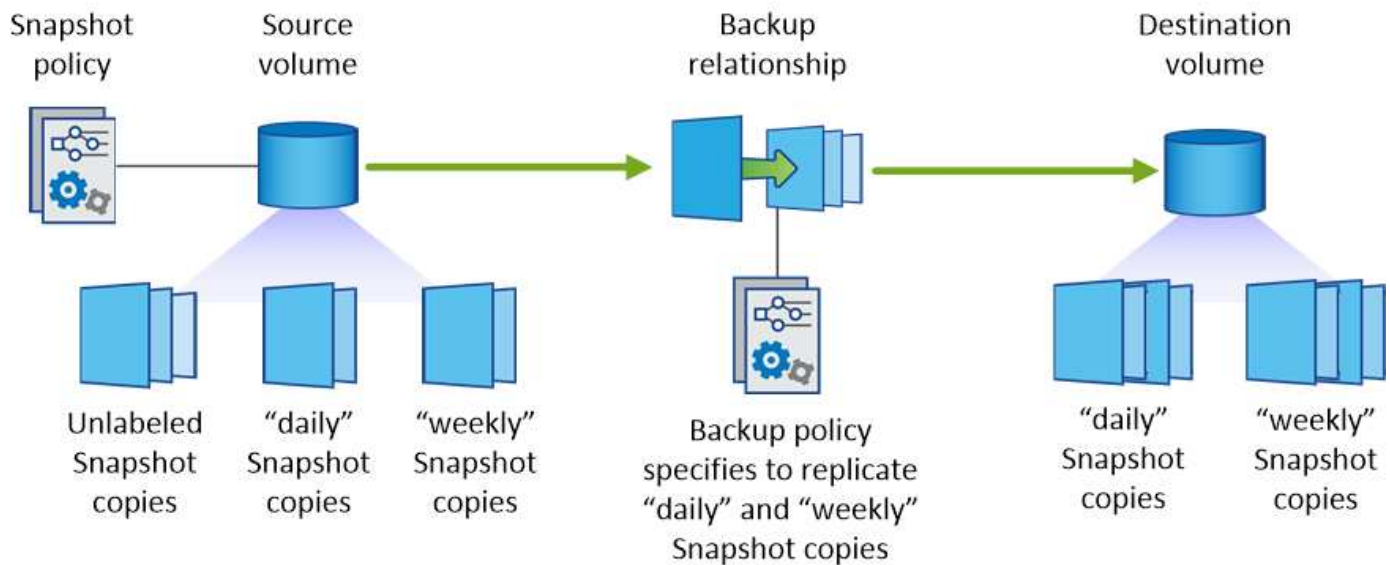 Snapshot
policy
Source
volume
Backup
relationship
Destination
volume
Unlabeled
Snapshot
copies
“daily”
Snapshot
copies
“weekly”
Snapshot
copies
Backup policy
specifies to replicate
“daily” and “weekly”
Snapshot copies
“daily”
Snapshot
copies
“weekly”
Snapshot
copies